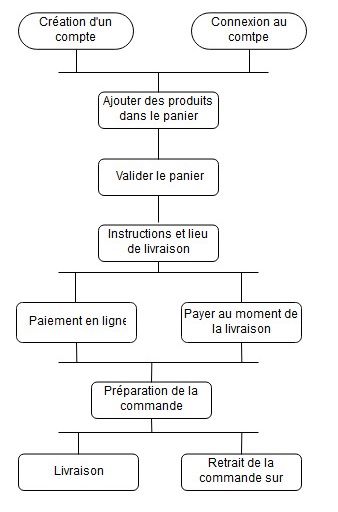 Création d'un
compte
Connexion au
comtpe
Ajouter des produits
dans le panier
Valider le panier
Instructions et lieu
de livraison
Paiement en ligne
Payer au moment de
la livraison
Préparation de la
commande
Livraison
Retrait de la
commande sur